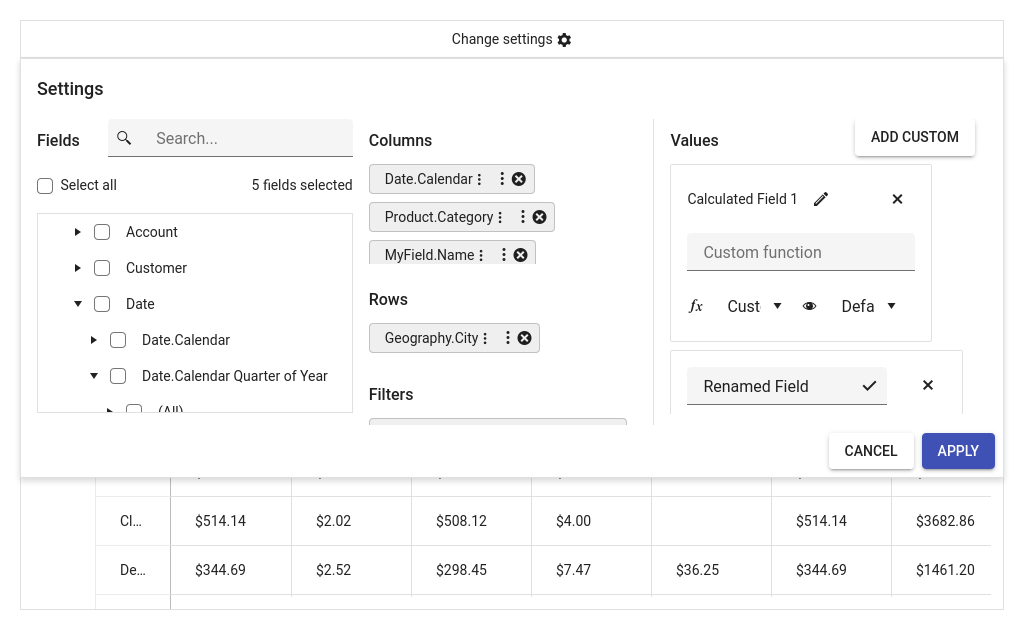 Change settings
Settings
Fields
Search...
Select all
5 fields selected
Account
Customer
Date
Date.Calendar
Date.Calendar Quarter of Year
(All)
Columns
Date.Calendar
Product.Category
MyField.Name
Rows
Geography.City
Filters
Values
ADD CUSTOM
Calculated Field 1
Custom function
fx Cust Defa
Renamed Field
CANCEL APPLY
Cl… $514.14 $2.02 $508.12 $4.00 $514.14 $3682.86
De… $344.69 $2.52 $298.45 $7.47 $36.25 $344.69 $1461.20